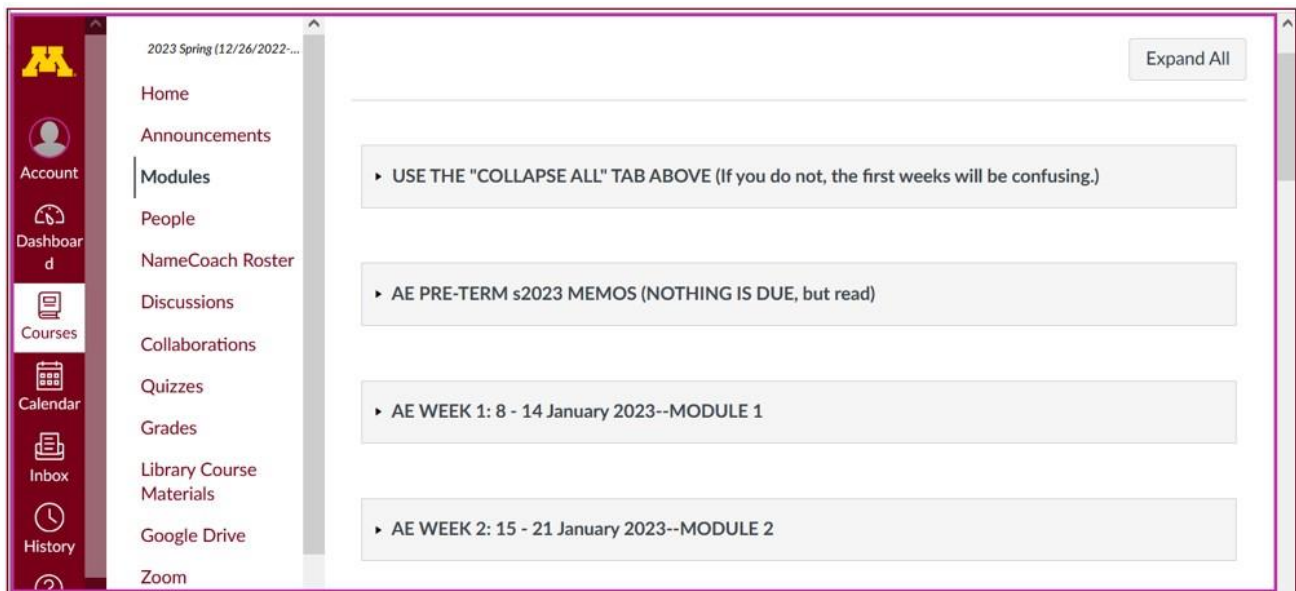 M
Account
Dashboar
d
Courses
Calendar
Inbox
History
2023 Spring (12/26/2022-...
Home
Announcements
Modules
People
NameCoach Roster
Discussions
Collaborations
Quizzes
Grades
Library Course
Materials
Google Drive
Zoom
Expand All
USE THE "COLLAPSE ALL" TAB ABOVE (If you do not, the first weeks will be confusing.)
AE PRE-TERM s2023 MEMOS (NOTHING IS DUE, but read)
AE WEEK 1: 8 - 14 January 2023--MODULE 1
AE WEEK 2: 15 - 21 January 2023--MODULE 2